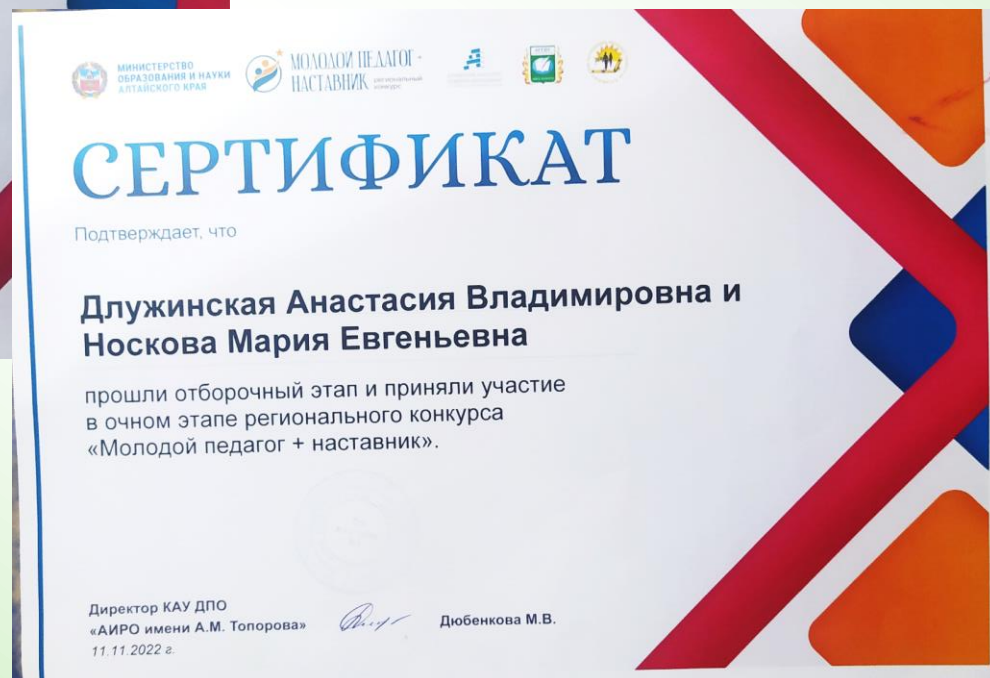 МИНИСТЕРСТВО
ОБРАЗОВАНИЯ И НАУКИ
АЛТАЙСКОГО КРАЯ
МОЛОДОЙ ПЕДАГОГ -
НАСТАВНИК региональный
конкурс
СЕРТИФИКАТ
Подтверждает, что
Длужинская Анастасия Владимировна и
Носкова Мария Евгеньевна
прошли отборочный этап и приняли участие
в очном этапе регионального конкурса
«Молодой педагог + наставник».
Директор КАУ ДПО
«АИРО имени А.М. Топорова»
Дюбенкова М.В.
11.11.2022 г.